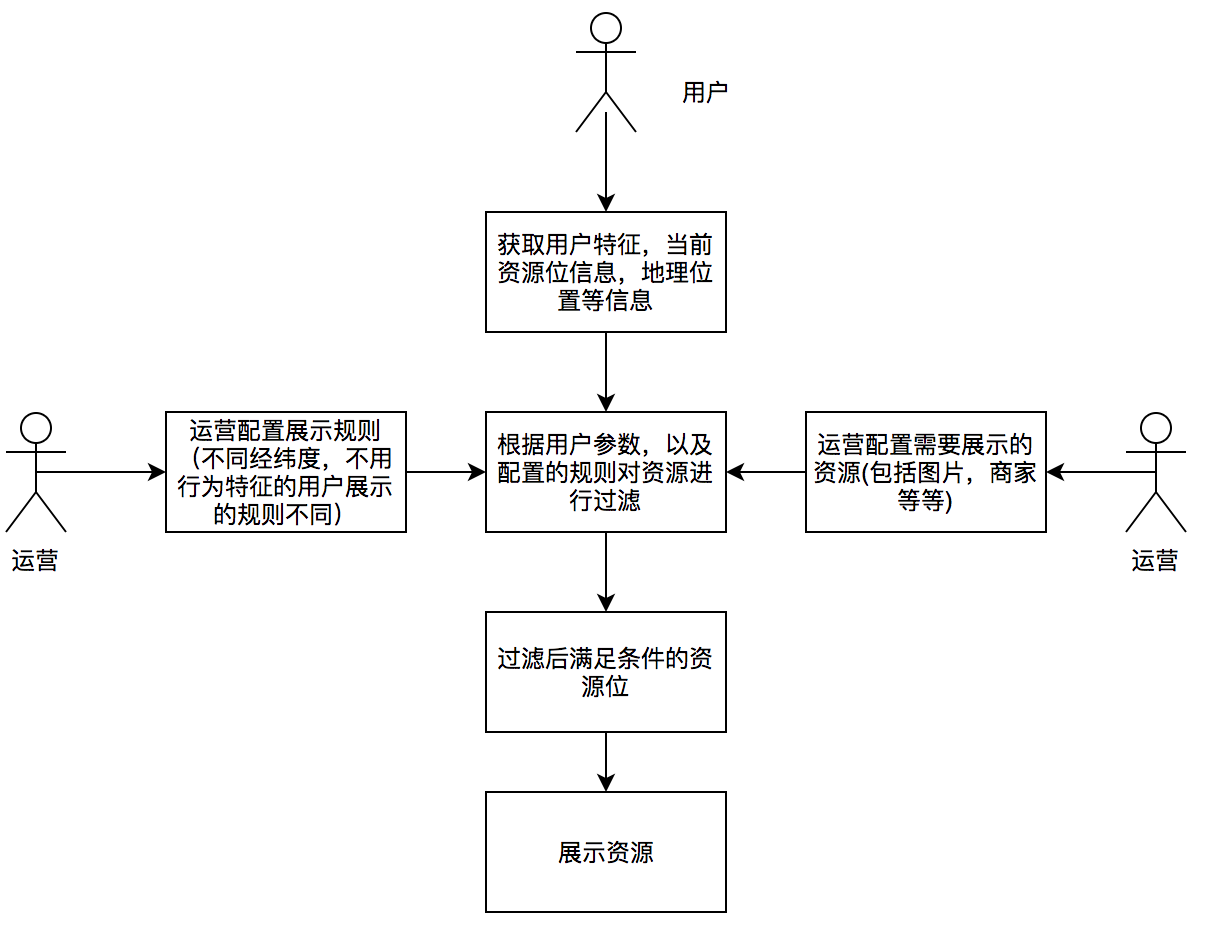 用户
获取用户特征，当前
资源位信息，地理位
置等信息
运营配置展示规则
（不同经纬度，不用
行为特征的用户展示
的规则不同）
运营
根据用户参数，以及
配置的规则对资源进
行过滤
运营配置需要展示的
资源(包括图片，商家
等等)
运营
过滤后满足条件的资
源位
展示资源